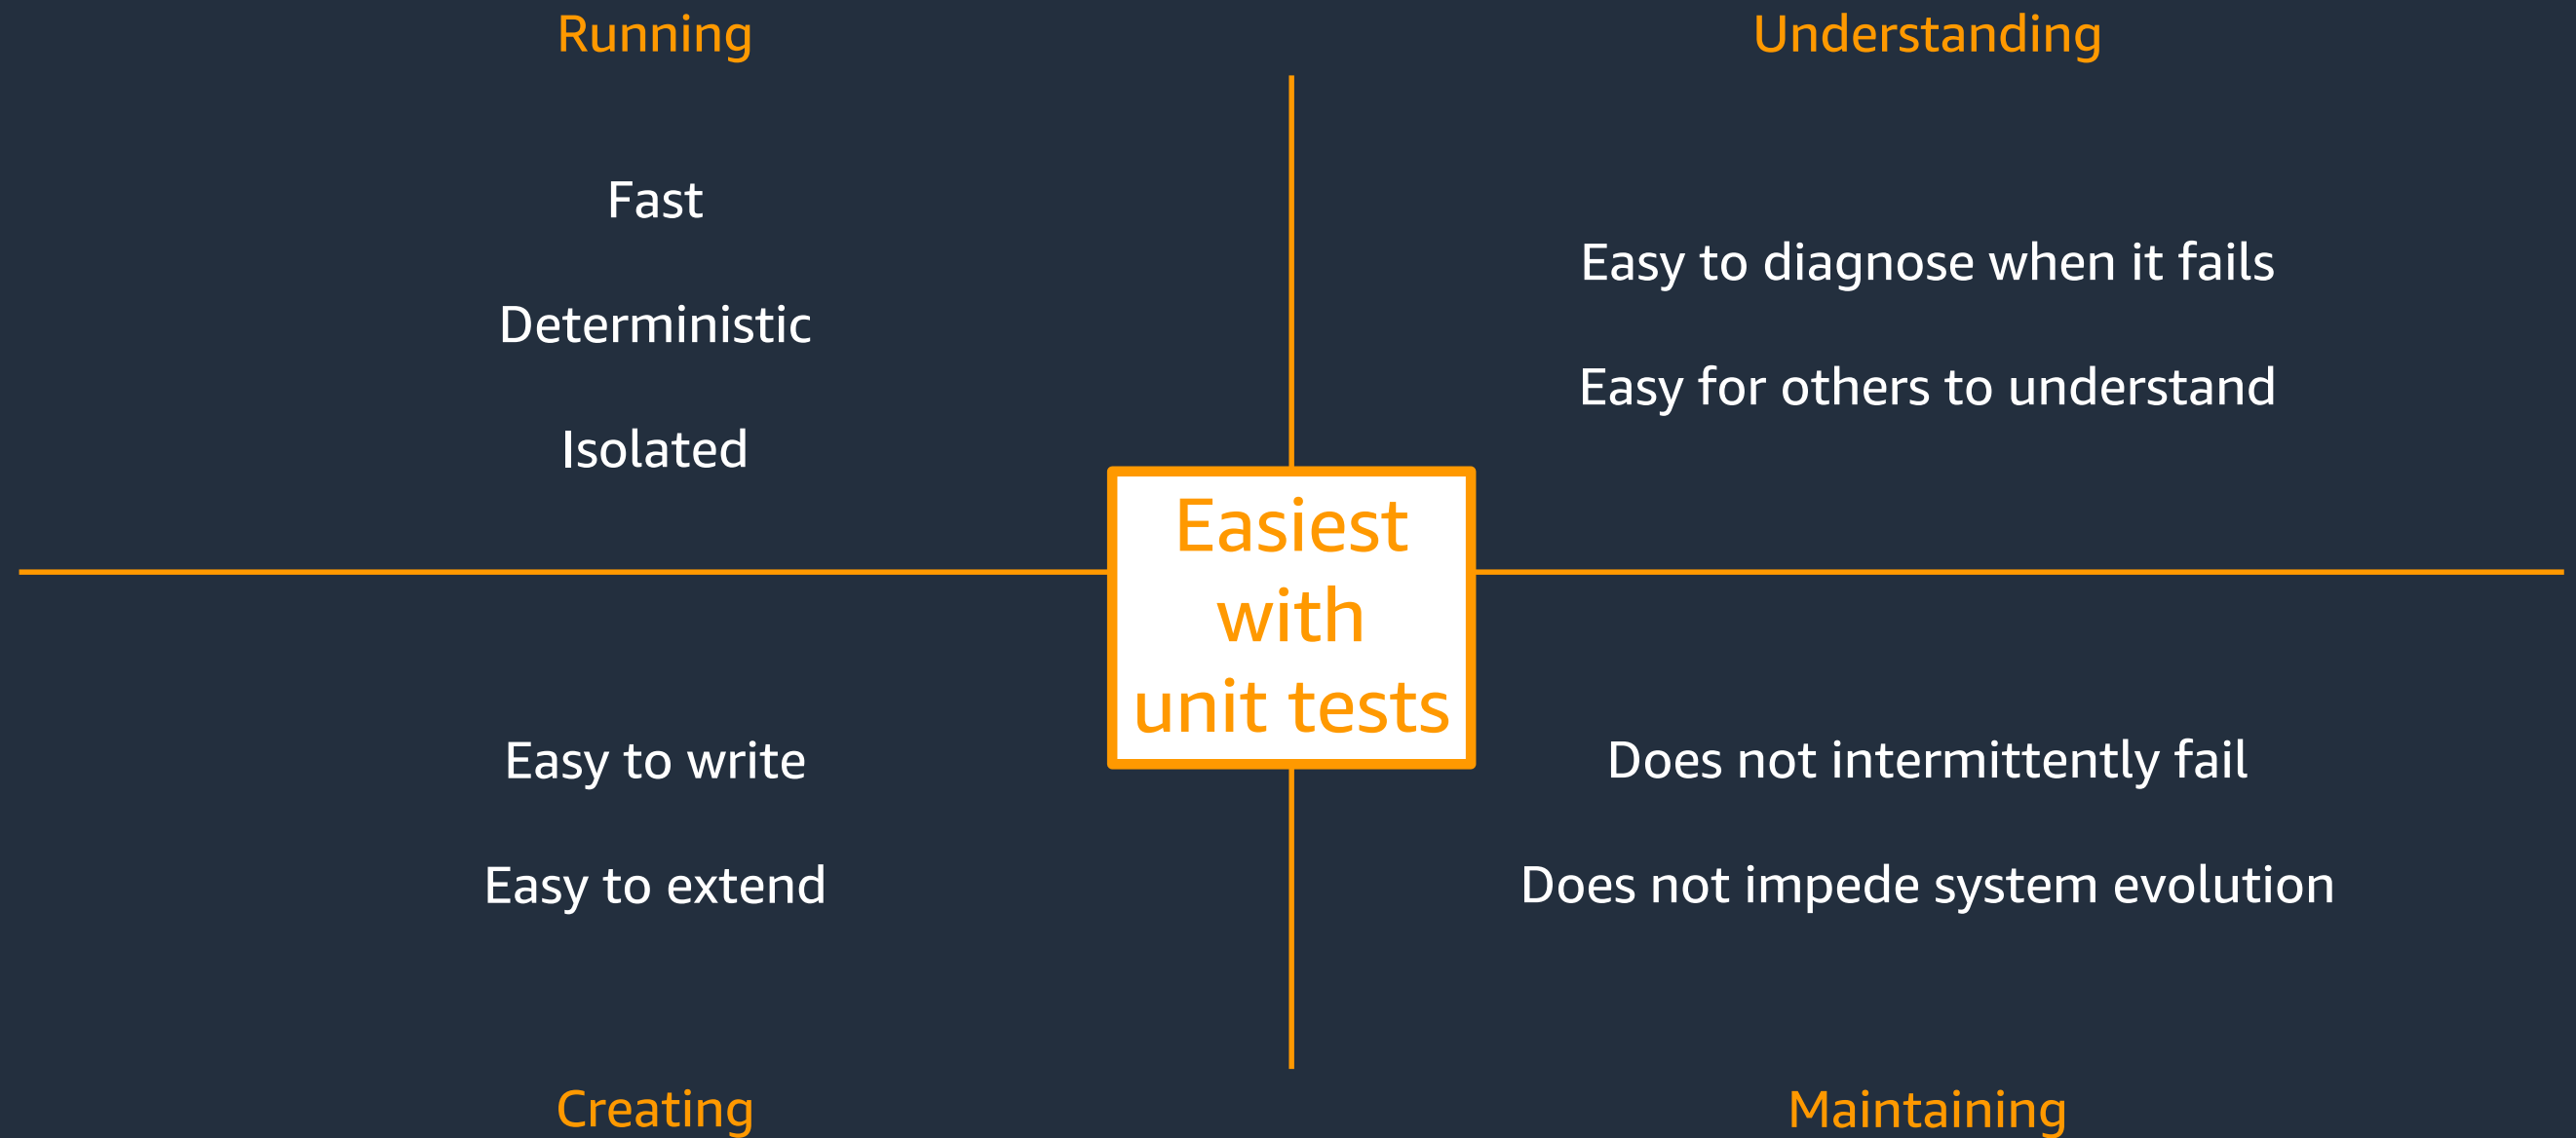 Running
Understanding
Fast
Deterministic
Isolated
Easy to diagnose when it fails
Easy for others to understand
Easiest
with
unit tests
Easy to write
Easy to extend
Does not intermittently fail
Does not impede system evolution
Creating
Maintaining